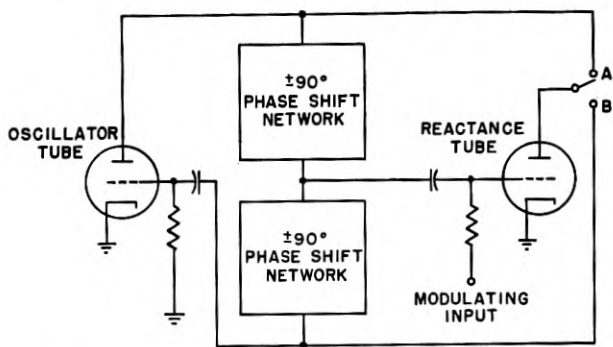 ±90°
PHASE SHIFT
NETWORK
OSCILLATOR
TUBE
REACTANCE
TUBE
A
B
±90°
PHASE SHIFT
NETWORK
MODULATING
INPUT